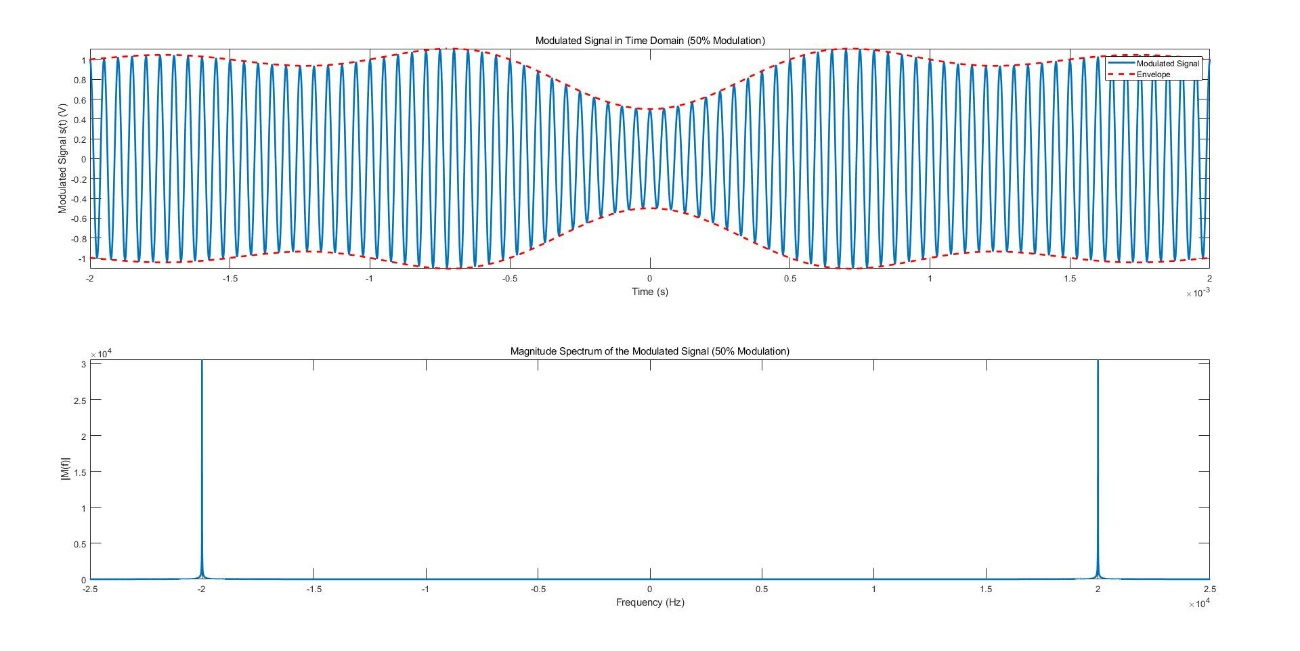 Modulated Signal in Time Domain (50% Modulation)
Modulated Signal s(t) (V)
1
0.8
0.6
0.4
0.2
0
-0.2
-0.4
-0.6
-0.8
-1
Modulated Signal
Envelope
-2 -1.5 -1 -0.5 0 0.5 1 1.5 2
Time (s)
×10⁻³
Magnitude Spectrum of the Modulated Signal (50% Modulation)
×10⁴
|M(f)|
3
2.5
2
1.5
1
0.5
0
-2.5 -2 -1.5 -1 -0.5 0 0.5 1 1.5 2 2.5
Frequency (Hz)
×10⁴